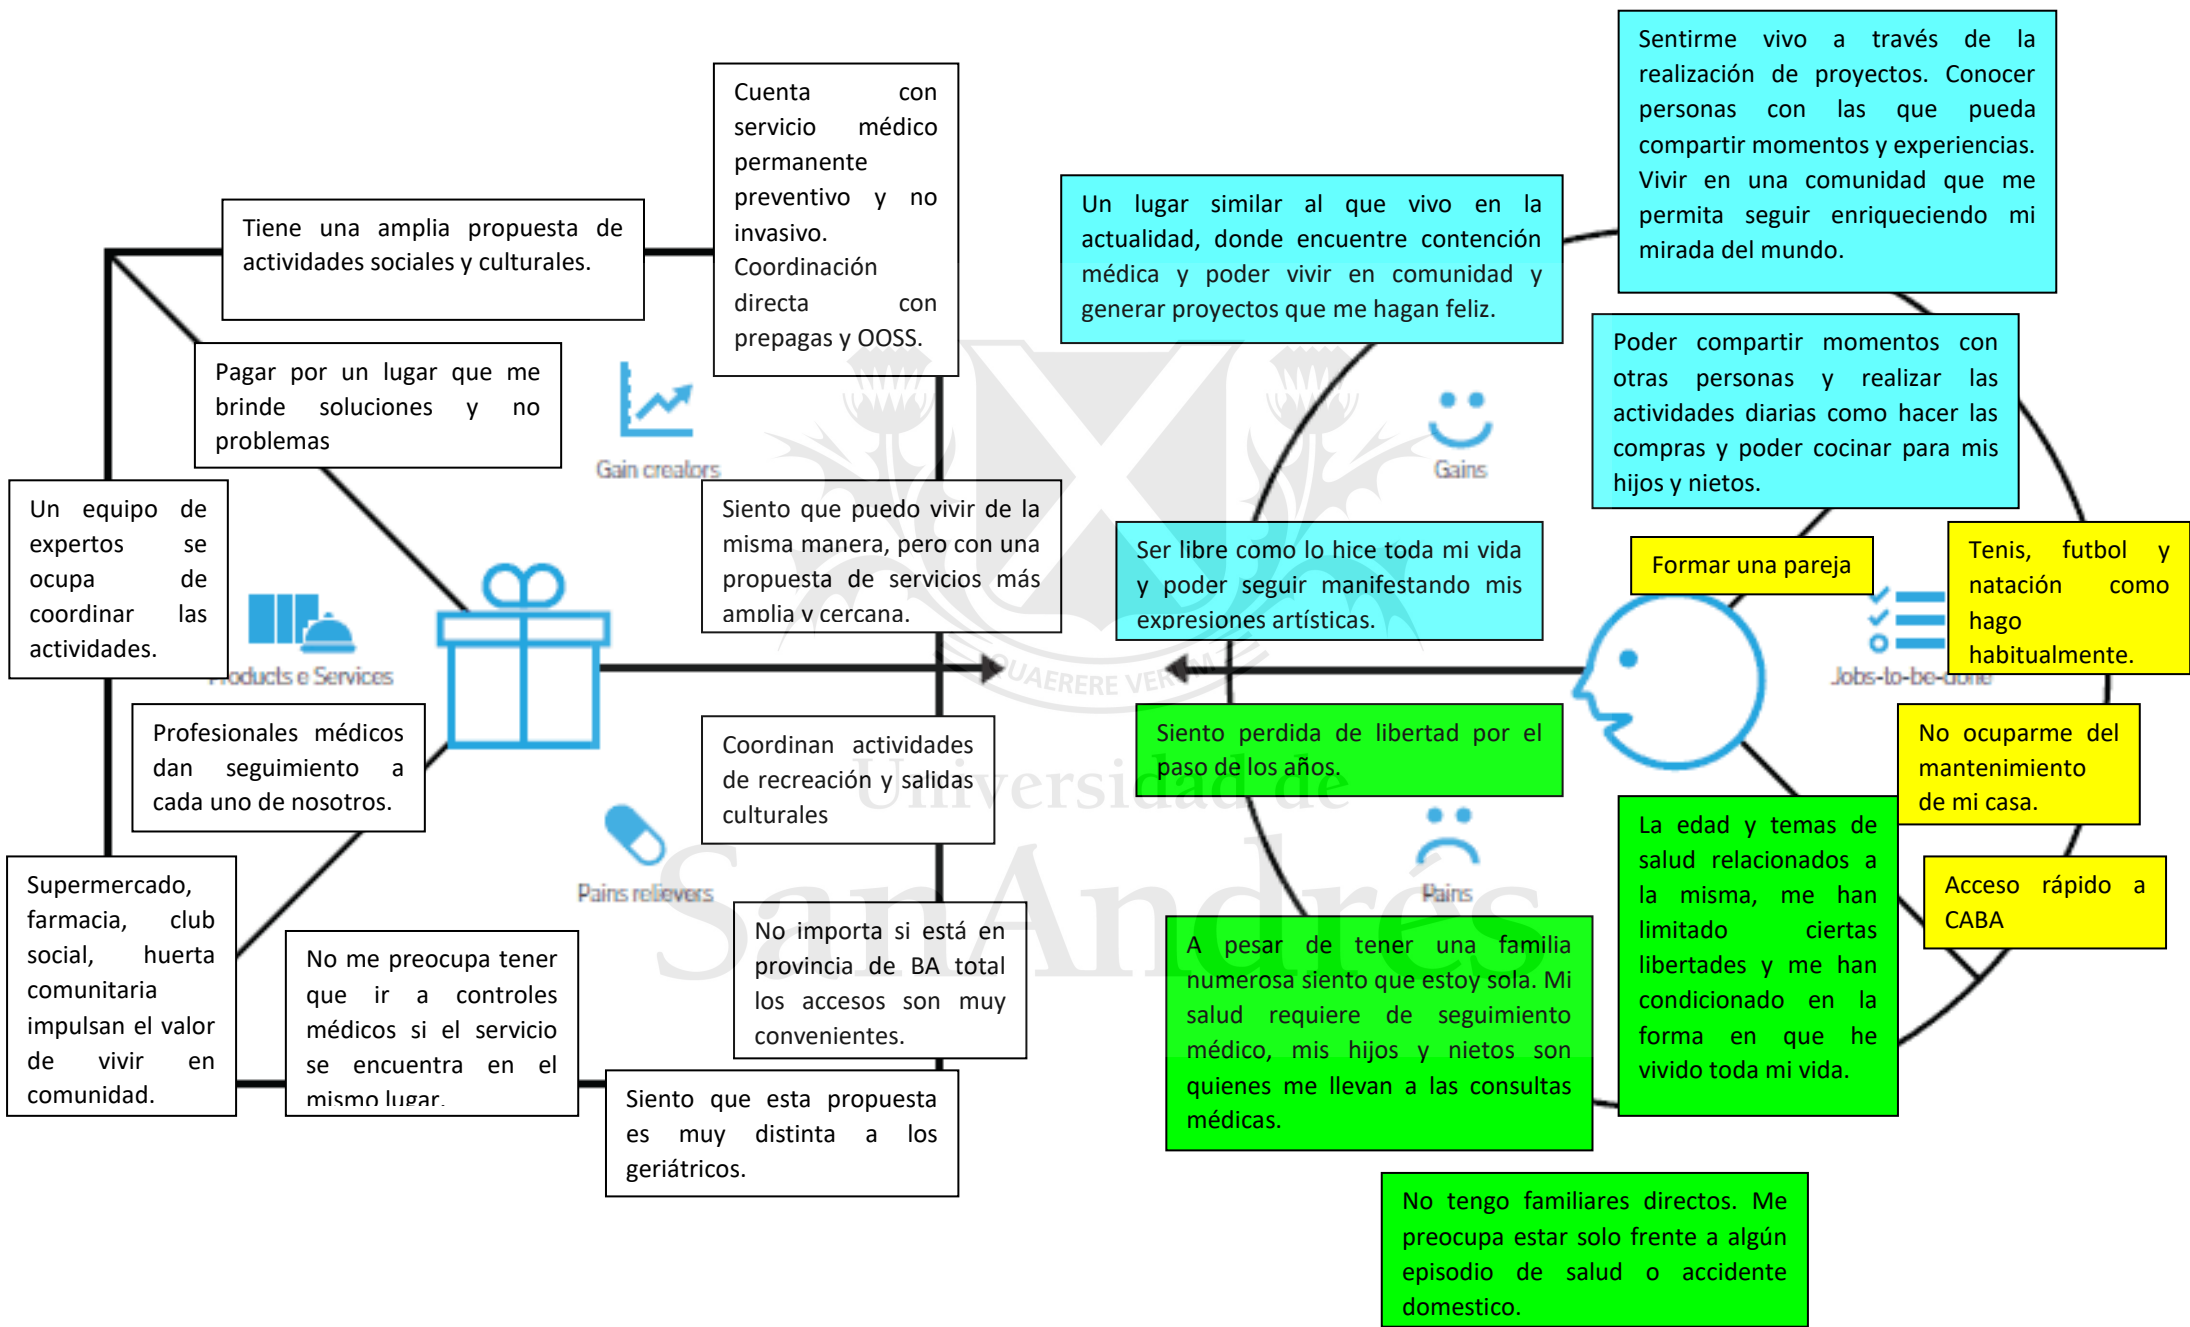 Tiene una amplia propuesta de
actividades sociales y culturales.
Cuenta con
servicio médico
permanente
preventivo y no
invasivo.
Coordinación
directa con
prepagas y OOSS.
Pagar por un lugar que me
brinde soluciones y no
problemas
Gain creators
Un equipo de
expertos se
ocupa de
coordinar las
actividades.
Siento que puedo vivir de la
misma manera, pero con una
propuesta de servicios más
amplia y cercana.
Products e Services
Profesionales médicos
dan seguimiento a
cada uno de nosotros.
Coordinan actividades
de recreación y salidas
culturales
Pains relievers
Supermercado,
farmacia, club
social, huerta
comunitaria
impulsan el valor
de vivir en
comunidad.
No me preocupa tener
que ir a controles
médicos si el servicio
se encuentra en el
mismo lugar.
No importa si está en
provincia de BA total
los accesos son muy
convenientes.
Siento que esta propuesta
es muy distinta a los
geriátricos.
Sentirme vivo a través de la
realización de proyectos. Conocer
personas con las que pueda
compartir momentos y experiencias.
Vivir en una comunidad que me
permita seguir enriqueciendo mi
mirada del mundo.
Un lugar similar al que vivo en la
actualidad, donde encuentre contención
médica y poder vivir en comunidad y
generar proyectos que me hagan feliz.
Poder compartir momentos con
otras personas y realizar las
actividades diarias como hacer las
compras y poder cocinar para mis
hijos y nietos.
Gains
Ser libre como lo hice toda mi vida
y poder seguir manifestando mis
expresiones artísticas.
Formar una pareja
Tenis, futbol y
natación como
hago
habitualmente.
Jobs-to-be-done
Siento perdida de libertad por el
paso de los años.
No ocuparme del
mantenimiento
de mi casa.
Pains
La edad y temas de
salud relacionados a
la misma, me han
limitado ciertas
libertades y me han
condicionado en la
forma en que he
vivido toda mi vida.
Acceso rápido a
CABA
A pesar de tener una familia
numerosa siento que estoy sola. Mi
salud requiere de seguimiento
médico, mis hijos y nietos son
quienes me llevan a las consultas
médicas.
No tengo familiares directos. Me
preocupa estar solo frente a algún
episodio de salud o accidente
domestico.
QUAERERE VERUM
Universidad de
SanAndrés